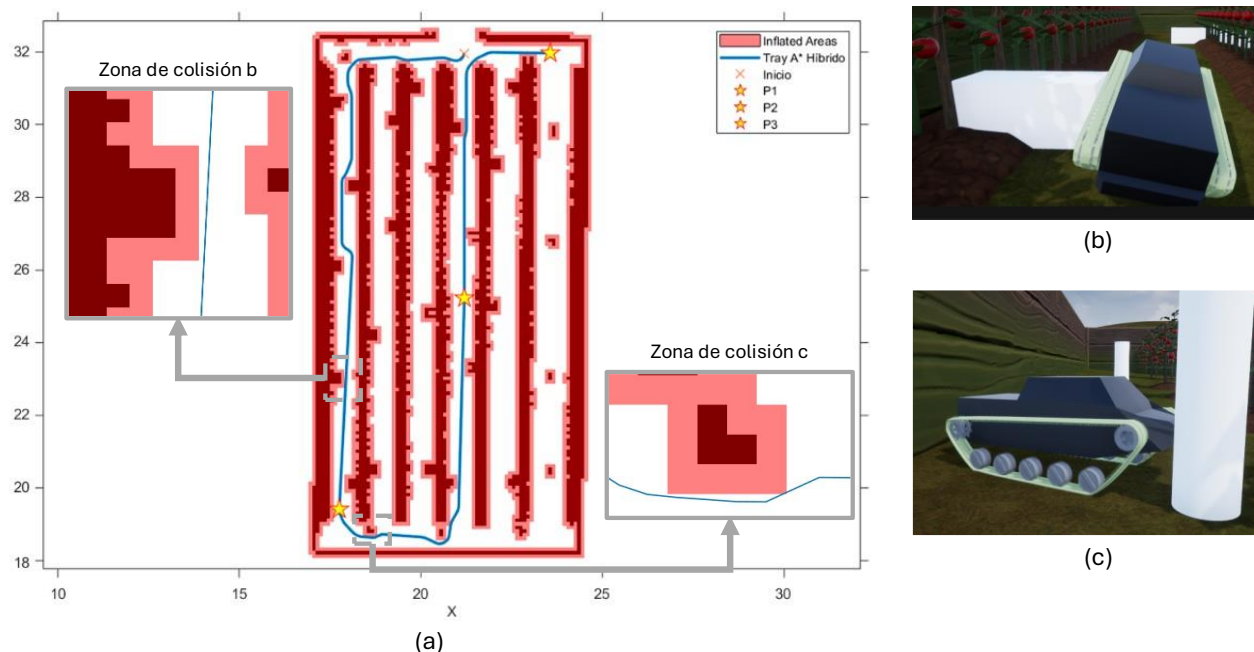 32
30
28
26
24
22
20
18
10
15
20
25
30
X
Inflated Areas
Tray A* Híbrido
Inicio
P1
P2
P3
Zona de colisión b
Zona de colisión c
(a)
(b)
(c)